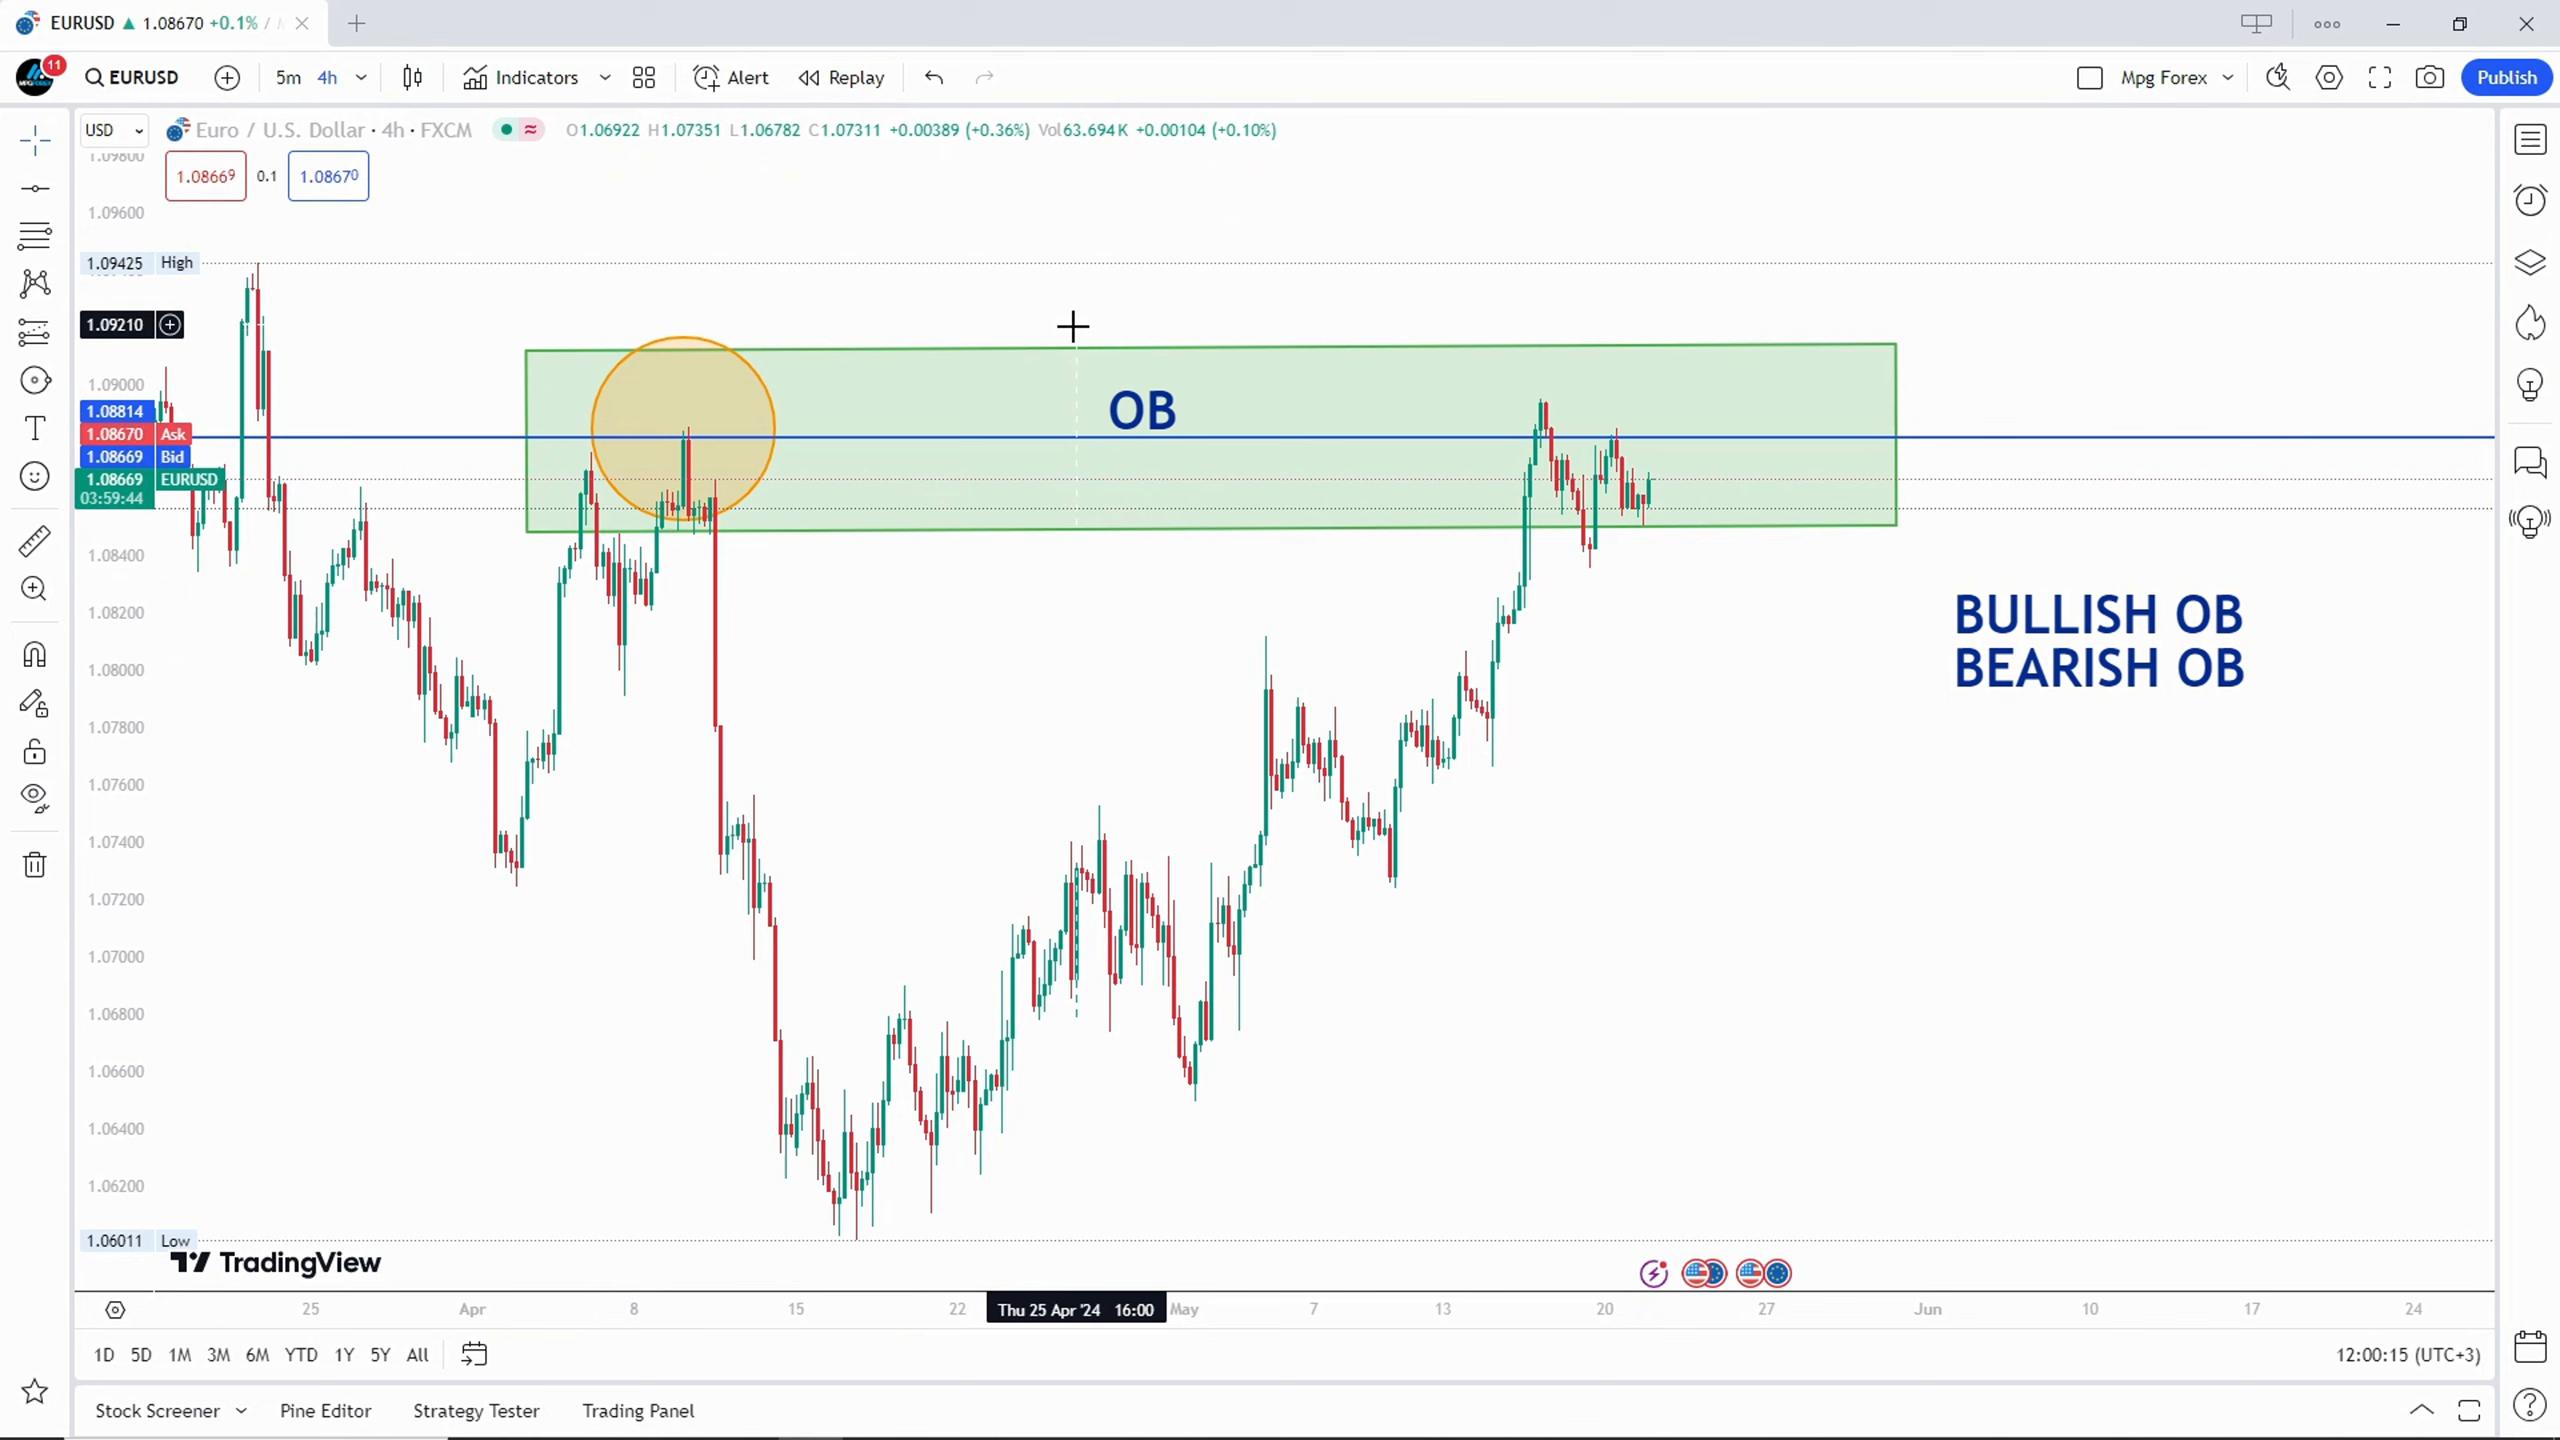 EURUSD ▲ 1.08670 +0.1% /
11
EURUSD
5m 4h
Indicators
Alert
Replay
Mpg Forex
Publish
USD
Euro / U.S. Dollar · 4h · FXCM
O1.06922 H1.07351 L1.06782 C1.07311 +0.00389 (+0.36%) Vol63.694K +0.00104 (+0.10%)
1.09800
1.08669 0.1 1.08670
1.09600
1.09425 High
1.09210
1.09000
OB
1.08814
1.08670 Ask
1.08669 Bid
1.08669 EURUSD
03:59:44
1.08400
1.08200
BULLISH OB
BEARISH OB
1.08000
1.07800
1.07600
1.07400
1.07200
1.07000
1.06800
1.06600
1.06400
1.06200
1.06011 Low
TradingView
25 Apr 8 15 22 Thu 25 Apr '24 16:00 May 7 13 20 27 Jun 10 17 24
1D 5D 1M 3M 6M YTD 1Y 5Y All
12:00:15 (UTC+3)
Stock Screener Pine Editor Strategy Tester Trading Panel